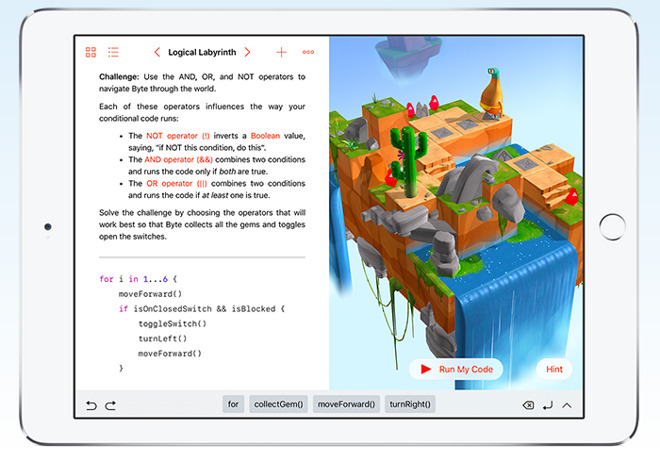 Logical Labyrinth
Challenge: Use the AND, OR, and NOT operators to
navigate Byte through the world.
Each of these operators influences the way your
conditional code runs:
• The NOT operator (!) inverts a Boolean value,
saying, "if NOT this condition, do this".
• The AND operator (&&) combines two conditions
and runs the code only if both are true.
• The OR operator (||) combines two conditions
and runs the code if at least one is true.
Solve the challenge by choosing the operators that will
work best so that Byte collects all the gems and toggles
open the switches.
for i in 1...6 {
moveForward()
if isOnClosedSwitch && isBlocked {
toggleSwitch()
turnLeft()
moveForward()
}
Run My Code
Hint
for collectGem() moveForward() turnRight()